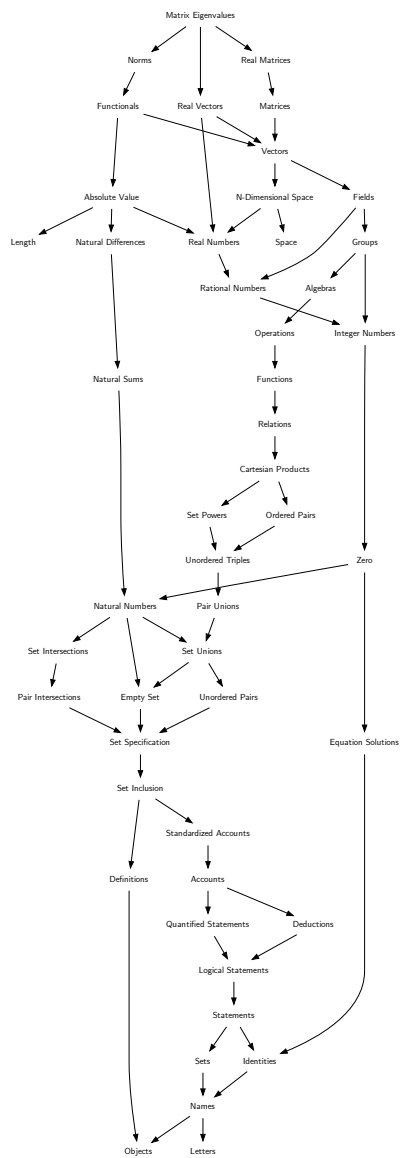 Matrix Eigenvalues
Norms
Real Matrices
Functionals
Real Vectors
Matrices
Vectors
Absolute Value
N-Dimensional Space
Fields
Length
Natural Differences
Real Numbers
Space
Groups
Rational Numbers
Algebras
Operations
Integer Numbers
Natural Sums
Functions
Relations
Cartesian Products
Set Powers
Ordered Pairs
Unordered Triples
Zero
Natural Numbers
Pair Unions
Set Intersections
Set Unions
Pair Intersections
Empty Set
Unordered Pairs
Set Specification
Equation Solutions
Set Inclusion
Standardized Accounts
Definitions
Accounts
Quantified Statements
Deductions
Logical Statements
Statements
Sets
Identities
Names
Objects
Letters